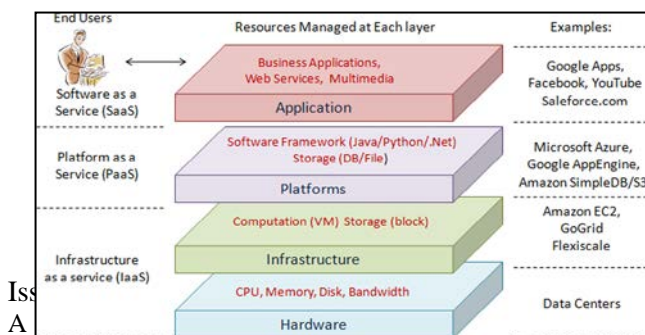 End Users
Resources Managed at Each layer
Examples:
Business Applications,
Web Services, Multimedia
Application
Software as a
Service (SaaS)
Google Apps,
Facebook, YouTube
Saleforce.com
Software Framework (Java/Python/.Net)
Storage (DB/File)
Platforms
Platform as a
Service (PaaS)
Microsoft Azure,
Google AppEngine,
Amazon SimpleDB/S3
Computation (VM) Storage (block)
Infrastructure
Amazon EC2,
GoGrid
Flexiscale
Infrastructure
as a service (IaaS)
CPU, Memory, Disk, Bandwidth
Hardware
Data Centers
Iss
A